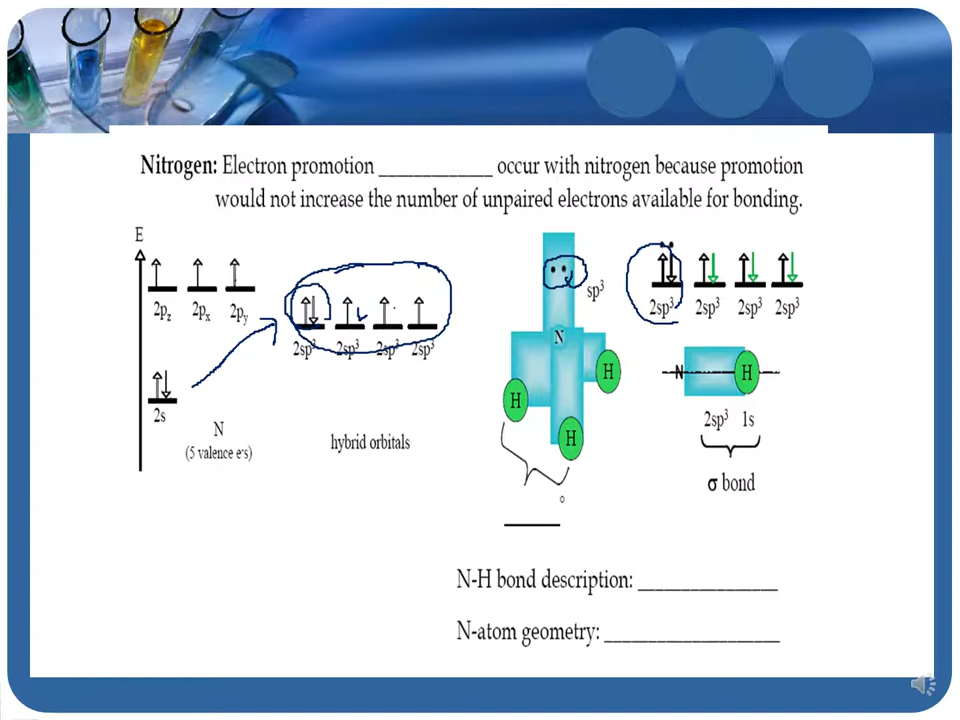 Nitrogen: Electron promotion _____________ occur with nitrogen because promotion
would not increase the number of unpaired electrons available for bonding.
E
2pz 2px 2py
2s
N
(5 valence e⁻s)
2sp³ 2sp³ 2sp³ 2sp³
hybrid orbitals
sp³
N
H
H
H
°
2sp³ 2sp³ 2sp³ 2sp³
N H
2sp³ 1s
σ bond
N-H bond description: ________________
N-atom geometry: ____________________